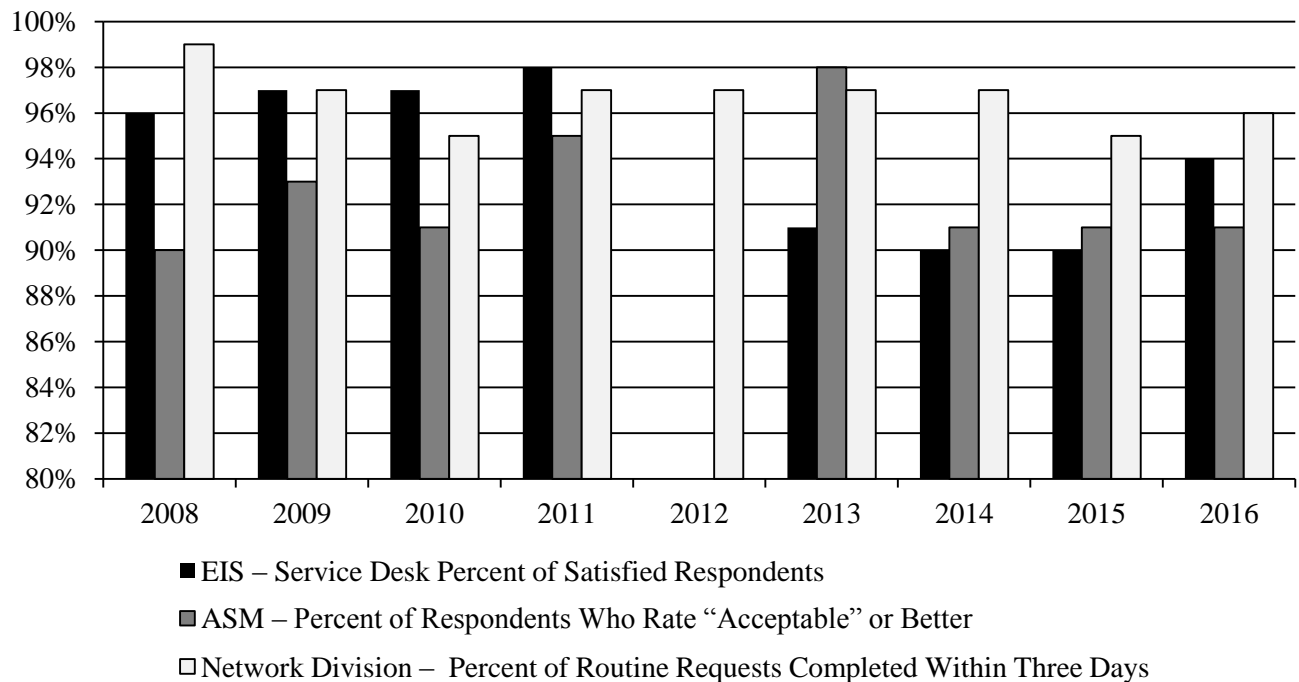 100%
98%
96%
94%
92%
90%
88%
86%
84%
82%
80%
2008 2009 2010 2011 2012 2013 2014 2015 2016
EIS – Service Desk Percent of Satisfied Respondents
ASM – Percent of Respondents Who Rate “Acceptable” or Better
Network Division – Percent of Routine Requests Completed Within Three Days